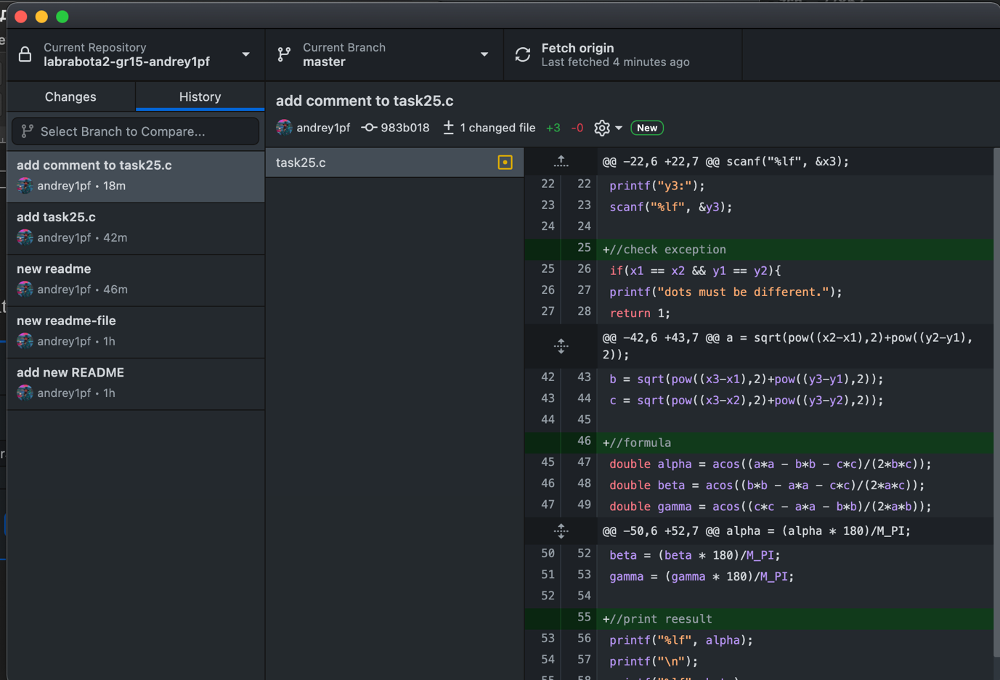 Current Repository
labrabota2-gr15-andrey1pf
Current Branch
master
Fetch origin
Last fetched 4 minutes ago
Changes
History
Select Branch to Compare...
add comment to task25.c
andrey1pf • 18m
add task25.c
andrey1pf • 42m
new readme
andrey1pf • 46m
new readme-file
andrey1pf • 1h
add new README
andrey1pf • 1h
add comment to task25.c
andrey1pf 983b018 1 changed file +3 -0 New
task25.c
@@ -22,6 +22,7 @@ scanf("%lf", &x3);
22 22 printf("y3:");
23 23 scanf("%lf", &y3);
24 24
25 +//check exception
25 26 if(x1 == x2 && y1 == y2){
26 27 printf("dots must be different.");
27 28 return 1;
@@ -42,6 +43,7 @@ a = sqrt(pow((x2-x1),2)+pow((y2-y1),
2));
42 43 b = sqrt(pow((x3-x1),2)+pow((y3-y1),2));
43 44 c = sqrt(pow((x3-x2),2)+pow((y3-y2),2));
44 45
46 +//formula
45 47 double alpha = acos((a*a - b*b - c*c)/(2*b*c));
46 48 double beta = acos((b*b - a*a - c*c)/(2*a*c));
47 49 double gamma = acos((c*c - a*a - b*b)/(2*a*b));
@@ -50,6 +52,7 @@ alpha = (alpha * 180)/M_PI;
50 52 beta = (beta * 180)/M_PI;
51 53 gamma = (gamma * 180)/M_PI;
52 54
55 +//print reesult
53 56 printf("%lf", alpha);
54 57 printf("\n");